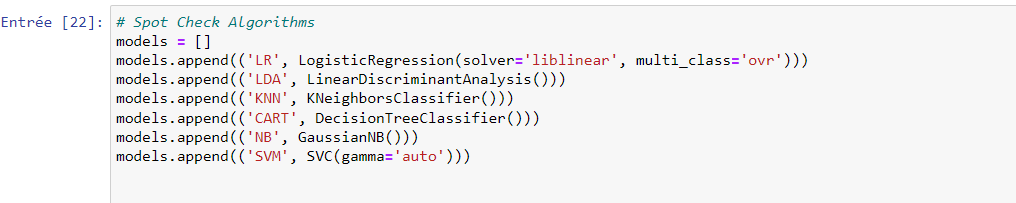 Entrée [22]: # Spot Check Algorithms
models = []
models.append(('LR', LogisticRegression(solver='liblinear', multi_class='ovr')))
models.append(('LDA', LinearDiscriminantAnalysis()))
models.append(('KNN', KNeighborsClassifier()))
models.append(('CART', DecisionTreeClassifier()))
models.append(('NB', GaussianNB()))
models.append(('SVM', SVC(gamma='auto')))